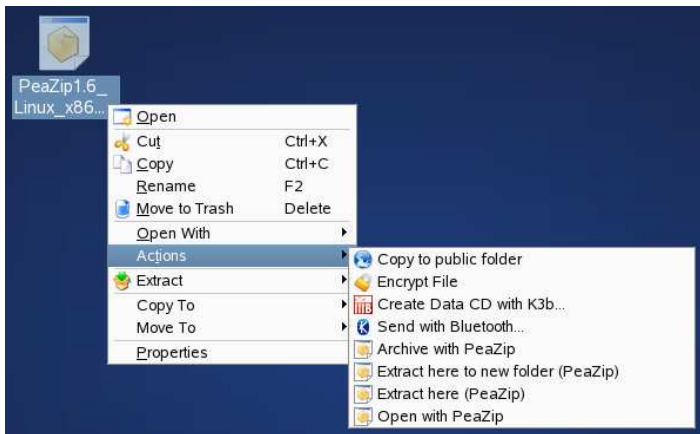 PeaZip1.6_
Linux_x86...
Open
Cut Ctrl+X
Copy Ctrl+C
Rename F2
Move to Trash Delete
Open With
Actions
Extract
Copy To
Move To
Properties
Copy to public folder
Encrypt File
Create Data CD with K3b...
Send with Bluetooth...
Archive with PeaZip
Extract here to new folder (PeaZip)
Extract here (PeaZip)
Open with PeaZip